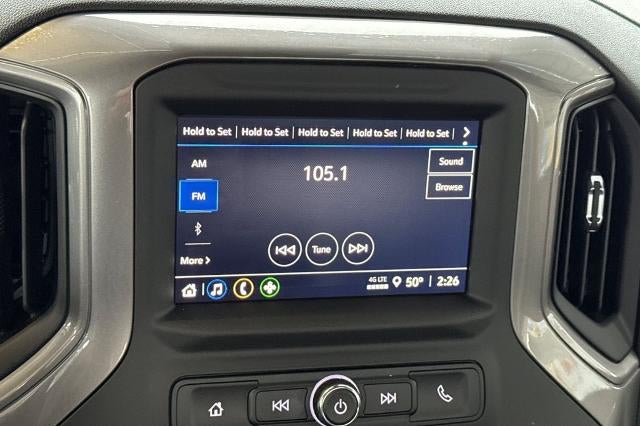 Hold to Set Hold to Set Hold to Set Hold to Set Hold to Set
AM
105.1
Sound
FM
Browse
Tune
More
4G LTE
50° 2:26